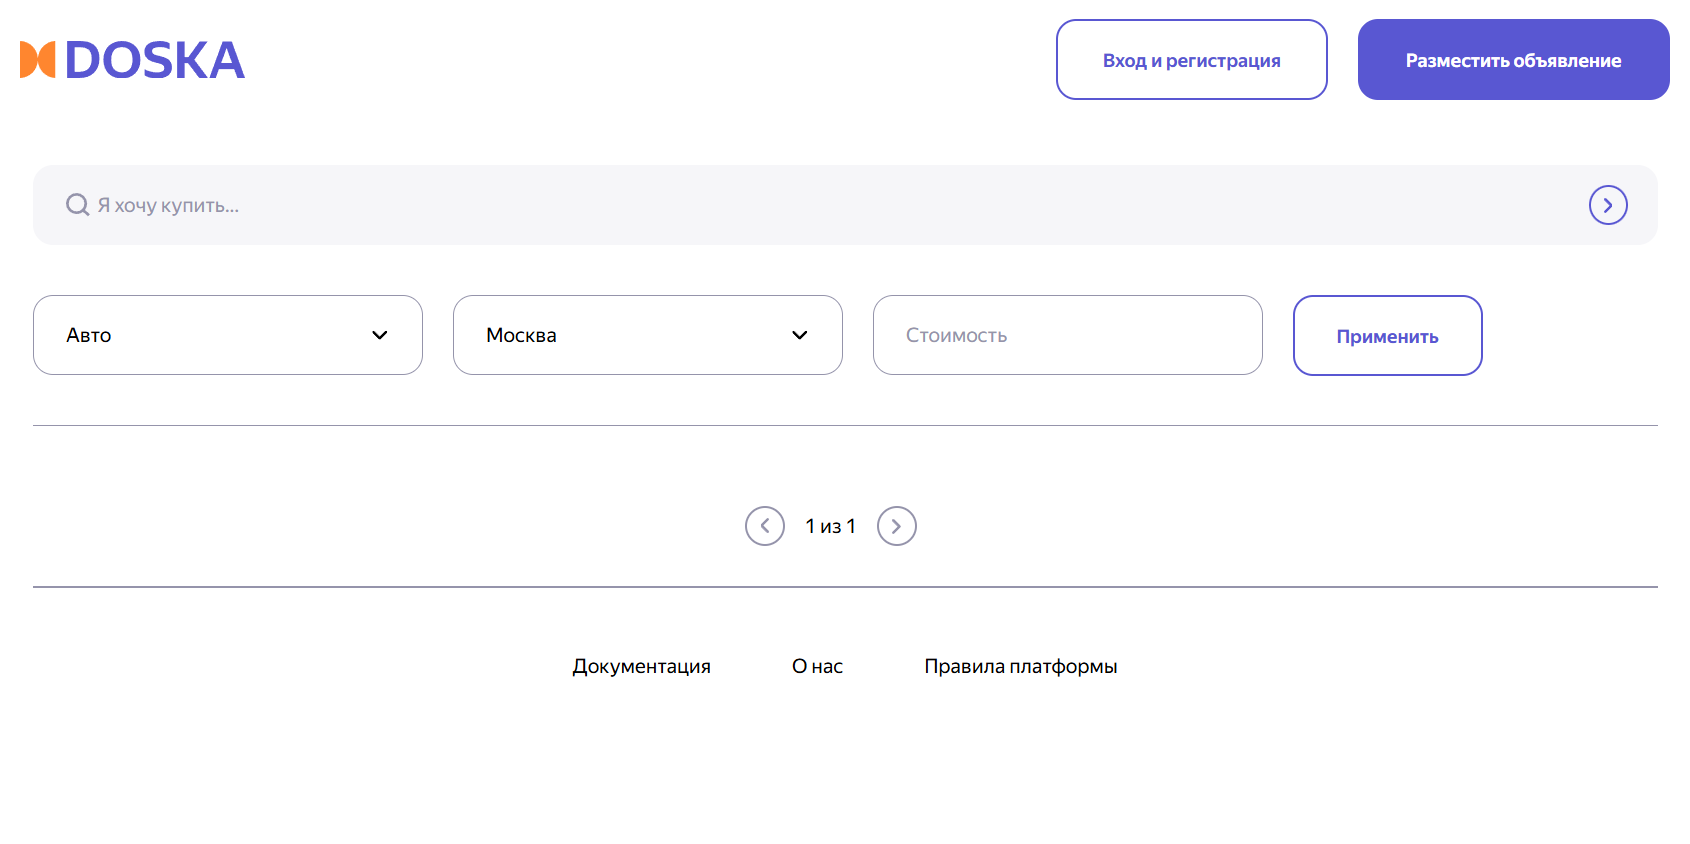 DOSKA
Вход и регистрация
Разместить объявление
Я хочу купить...
Авто
Москва
Стоимость
Применить
1 из 1
Документация
О нас
Правила платформы